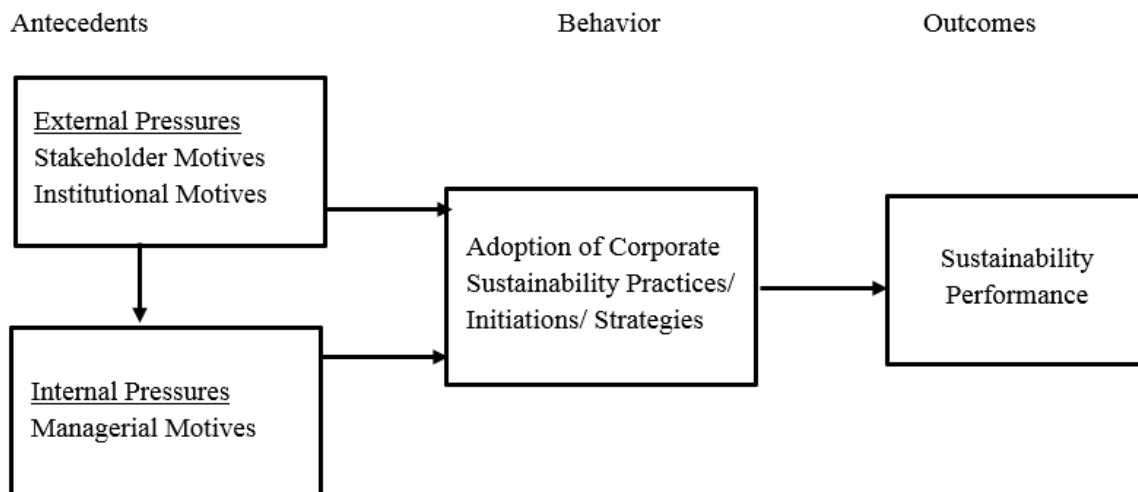 Antecedents
Behavior
Outcomes
External Pressures
Stakeholder Motives
Institutional Motives
Internal Pressures
Managerial Motives
Adoption of Corporate
Sustainability Practices/
Initiations/ Strategies
Sustainability
Performance